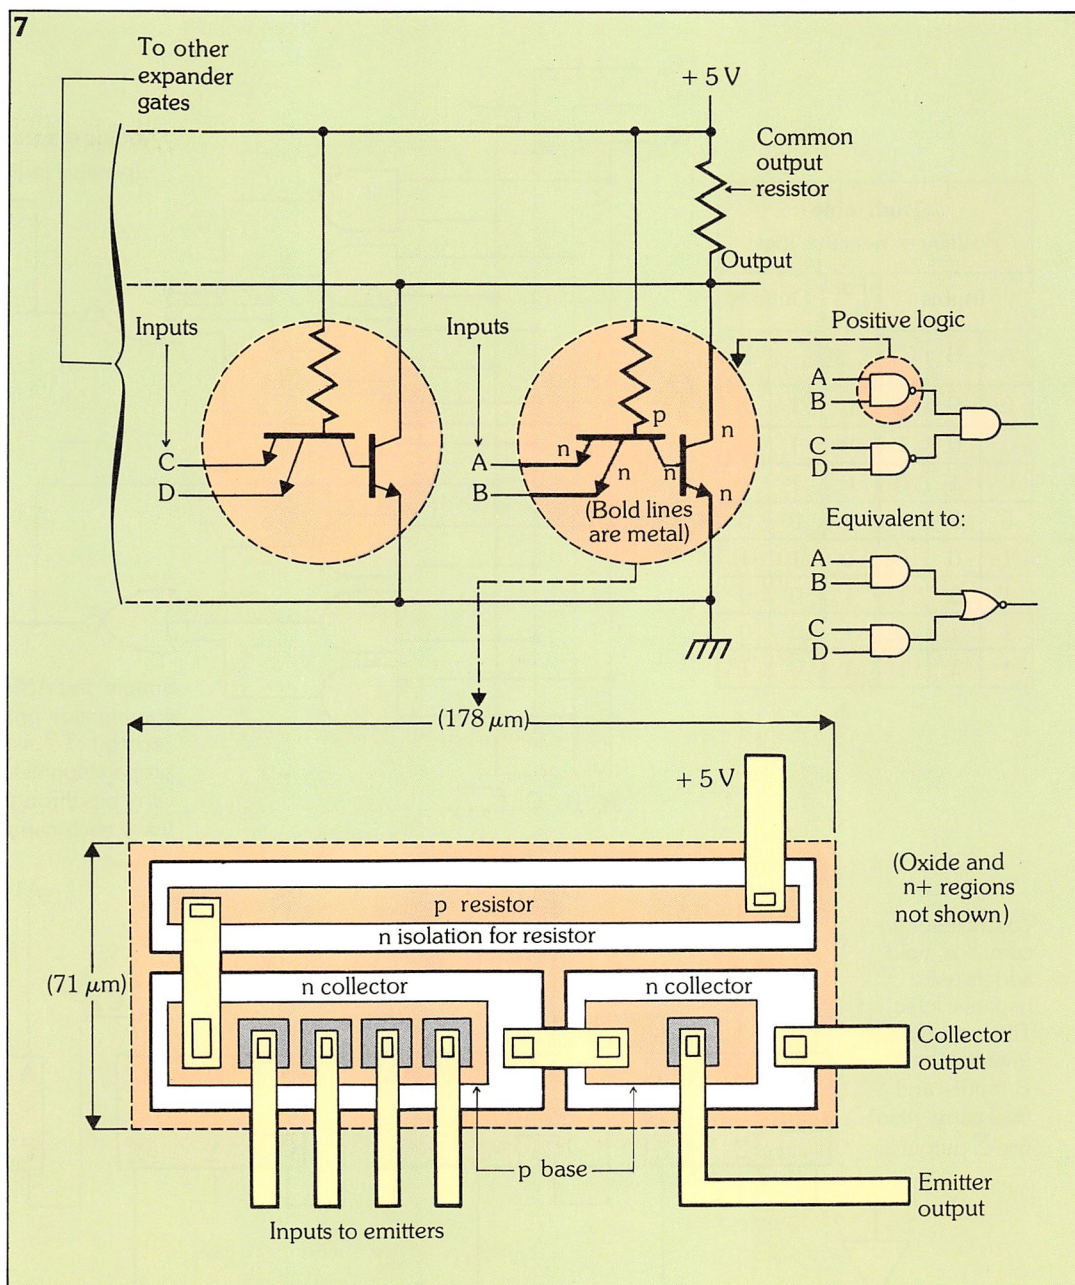 7
To other
expander
gates
+ 5 V
Common
output
resistor
Output
Inputs
Inputs
Positive logic
A
B
C
D
C
D
A
B
n
n
p
n
n
n
(Bold lines
are metal)
Equivalent to:
A
B
C
D
(178 μm)
+ 5 V
(Oxide and
n+ regions
not shown)
p resistor
n isolation for resistor
(71 μm)
n collector
n collector
Collector
output
p base
Emitter
output
Inputs to emitters